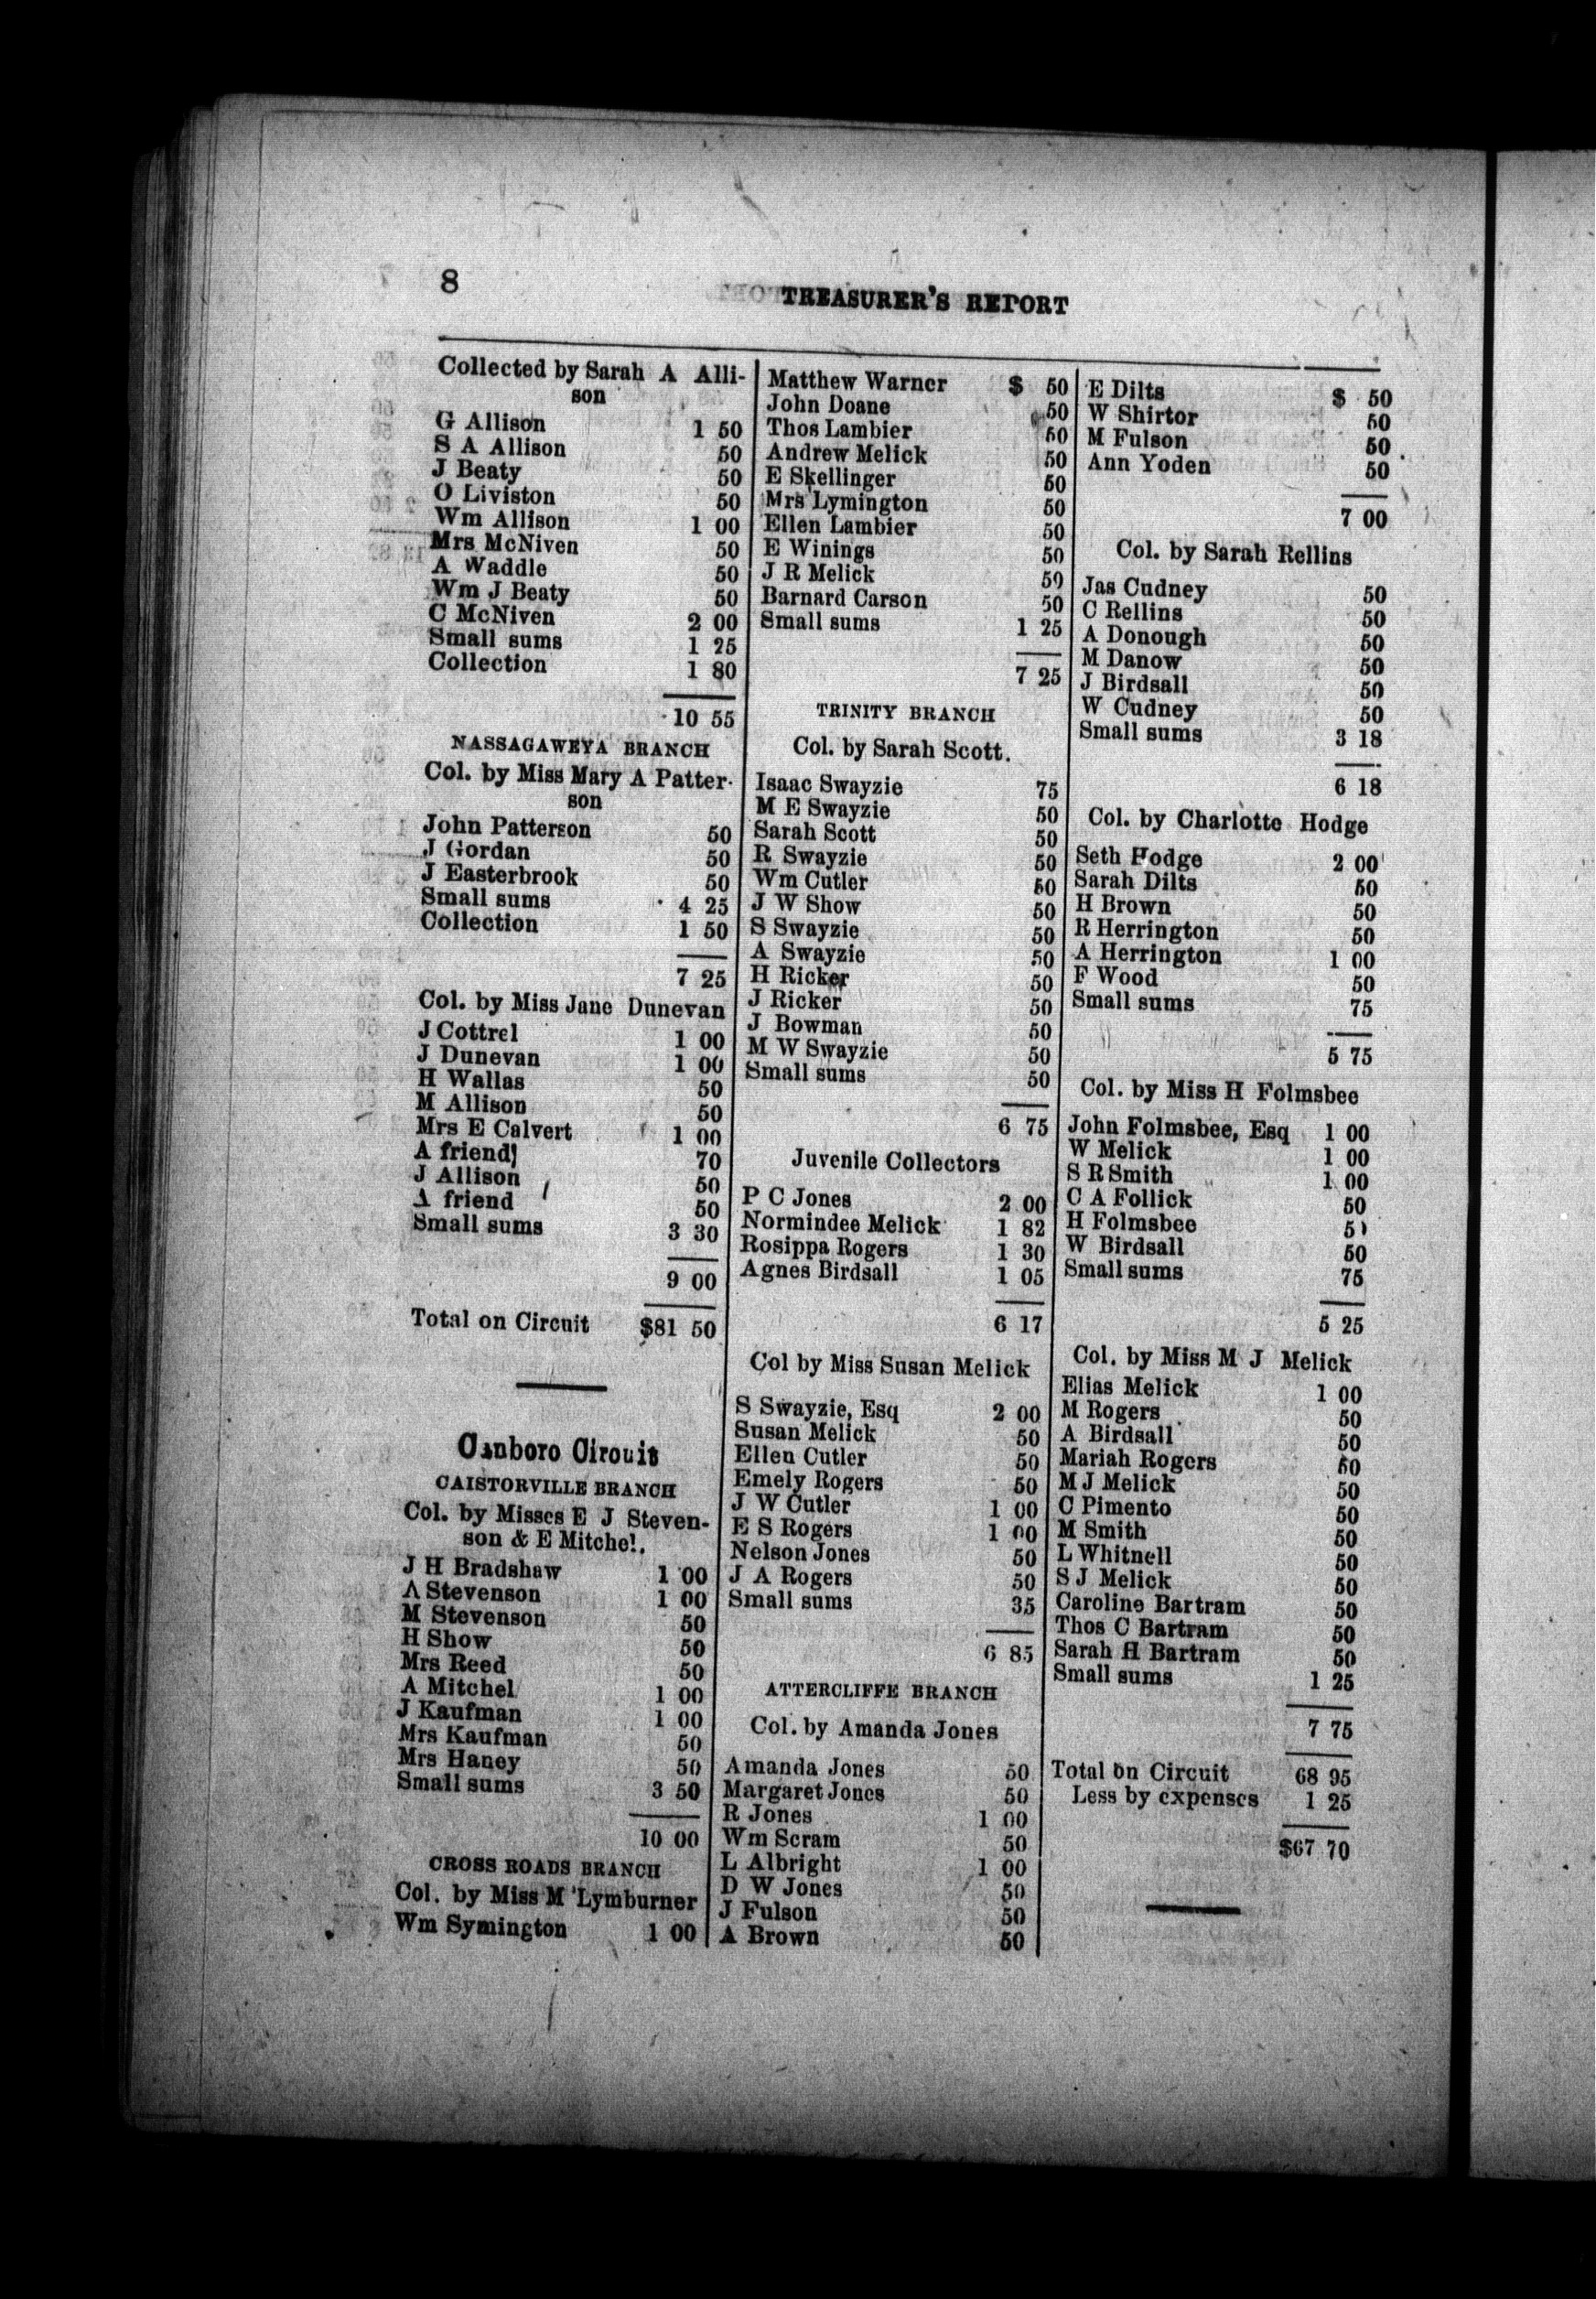 8
TREASURER'S REPORT
Collected by Sarah A Alli-
son
G Allison 1 50
S A Allison 50
J Beaty 50
O Liviston 50
Wm Allison 1 00
Mrs McNiven 50
A Waddle 50
Wm J Beaty 50
C McNiven 2 00
Small sums 1 25
Collection 1 80
10 55
NASSAGAWEYA BRANCH
Col. by Miss Mary A Patter-
son
John Patterson 50
J Gordan 50
J Easterbrook 50
Small sums 4 25
Collection 1 50
7 25
Col. by Miss Jane Dunevan
J Cottrel 1 00
J Dunevan 1 00
H Wallas 50
M Allison 50
Mrs E Calvert 1 00
A friend 70
J Allison 50
A friend 50
Small sums 3 30
9 00
Total on Circuit $81 50
Canboro Circuit
CAISTORVILLE BRANCH
Col. by Misses E J Steven-
son & E Mitchel.
J H Bradshaw 1 00
A Stevenson 1 00
M Stevenson 50
H Show 50
Mrs Reed 50
A Mitchel 1 00
J Kaufman 1 00
Mrs Kaufman 50
Mrs Haney 50
Small sums 3 50
10 00
CROSS ROADS BRANCH
Col. by Miss M Lymburner
Wm Symington 1 00
Matthew Warner $ 50
John Doane 50
Thos Lambier 50
Andrew Melick 50
E Skellinger 50
Mrs Lymington 50
Ellen Lambier 50
E Winings 50
J R Melick 50
Barnard Carson 50
Small sums 1 25
7 25
TRINITY BRANCH
Col. by Sarah Scott.
Isaac Swayzie 75
M E Swayzie 50
Sarah Scott 50
R Swayzie 50
Wm Cutler 50
J W Show 50
S Swayzie 50
A Swayzie 50
H Ricker 50
J Ricker 50
J Bowman 50
M W Swayzie 50
Small sums 50
6 75
Juvenile Collectors
P C Jones 2 00
Normindee Melick 1 82
Rosippa Rogers 1 30
Agnes Birdsall 1 05
6 17
Col by Miss Susan Melick
S Swayzie, Esq 2 00
Susan Melick 50
Ellen Cutler 50
Emely Rogers 50
J W Cutler 1 00
E S Rogers 1 00
Nelson Jones 50
J A Rogers 50
Small sums 35
6 85
ATTERCLIFFE BRANCH
Col. by Amanda Jones
Amanda Jones 50
Margaret Jones 50
R Jones 1 00
Wm Scram 50
L Albright 1 00
D W Jones 50
J Fulson 50
A Brown 50
E Dilts $ 50
W Shirtor 50
M Fulson 50
Ann Yoden 50
7 00
Col. by Sarah Rellins
Jas Cudney 50
C Rellins 50
A Donough 50
M Danow 50
J Birdsall 50
W Cudney 50
Small sums 3 18
6 18
Col. by Charlotte Hodge
Seth Hodge 2 00
Sarah Dilts 50
H Brown 50
R Herrington 50
A Herrington 1 00
F Wood 50
Small sums 75
5 75
Col. by Miss H Folmsbee
John Folmsbee, Esq 1 00
W Melick 1 00
S R Smith 1 00
C A Follick 50
H Folmsbee 50
W Birdsall 50
Small sums 75
5 25
Col. by Miss M J Melick
Elias Melick 1 00
M Rogers 50
A Birdsall 50
Mariah Rogers 50
M J Melick 50
C Pimento 50
M Smith 50
L Whitnell 50
S J Melick 50
Caroline Bartram 50
Thos C Bartram 50
Sarah H Bartram 50
Small sums 1 25
7 75
Total on Circuit 68 95
Less by expenses 1 25
$67 70